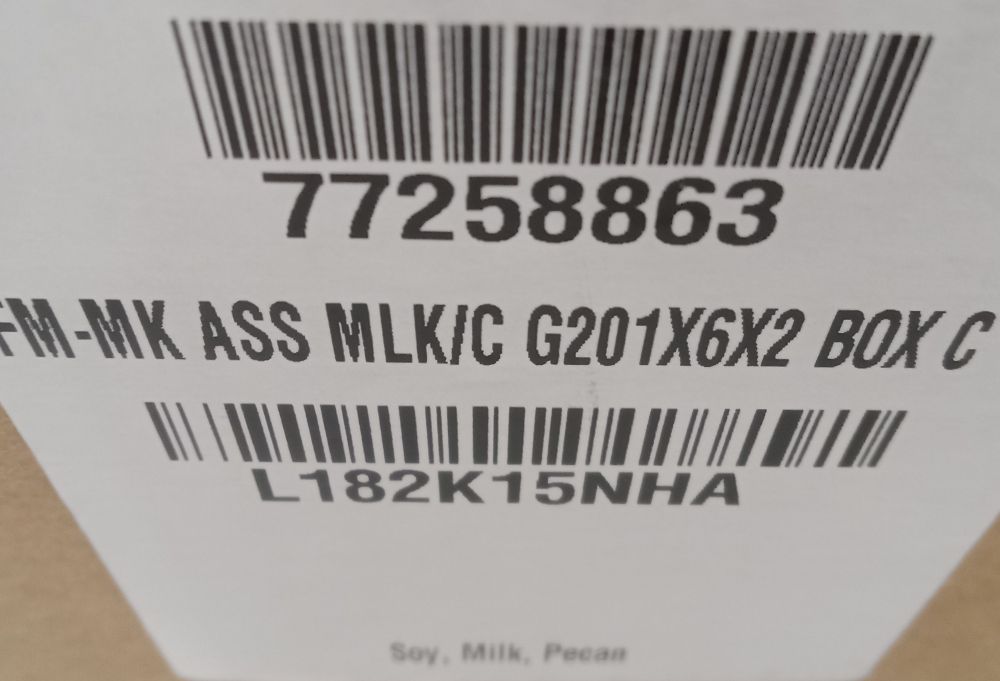 77258863
FM-MK ASS MLK/C G201X6X2 BOX C
L182K15NHA
Soy, Milk, Pecan